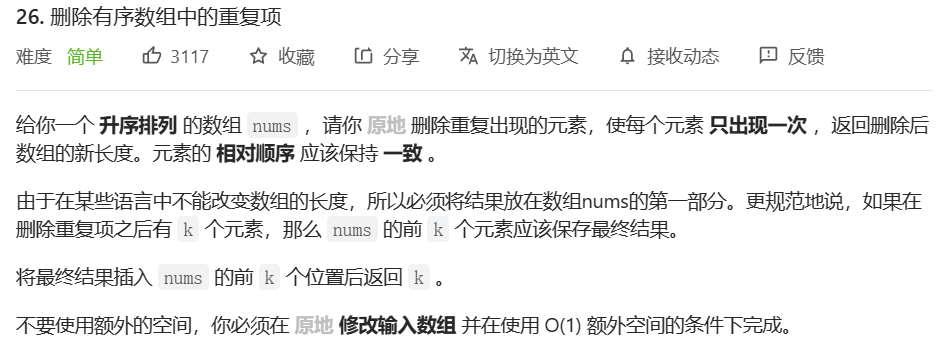 26. 删除有序数组中的重复项
难度 简单 3117 收藏 分享 切换为英文 接收动态 反馈
给你一个 升序排列 的数组 nums ，请你 原地 删除重复出现的元素，使每个元素 只出现一次 ，返回删除后
数组的新长度。元素的 相对顺序 应该保持 一致 。
由于在某些语言中不能改变数组的长度，所以必须将结果放在数组nums的第一部分。更规范地说，如果在
删除重复项之后有 k 个元素，那么 nums 的前 k 个元素应该保存最终结果。
将最终结果插入 nums 的前 k 个位置后返回 k 。
不要使用额外的空间，你必须在 原地 修改输入数组 并在使用 O(1) 额外空间的条件下完成。